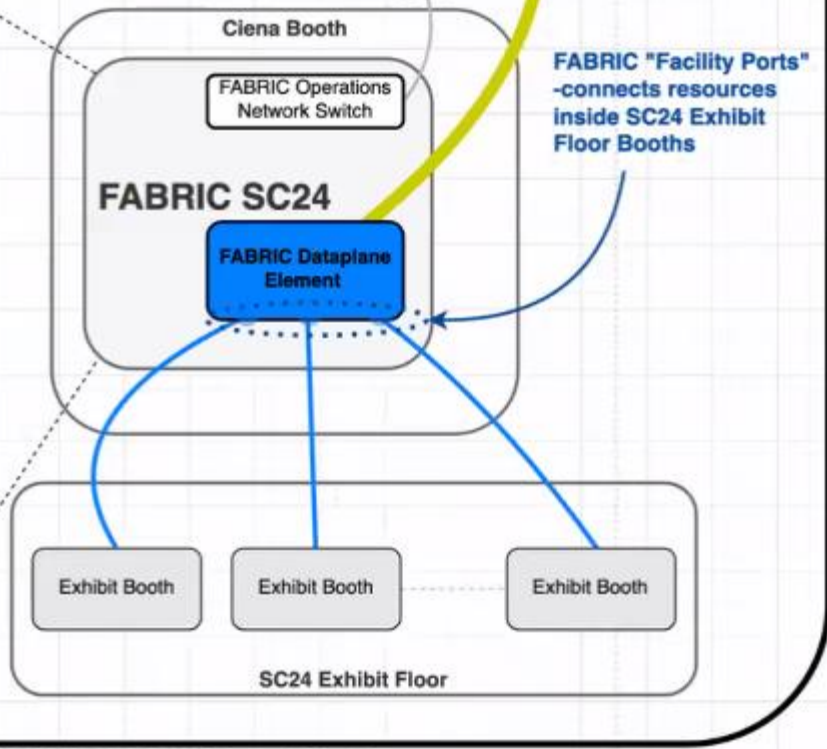 Ciena Booth
FABRIC Operations
Network Switch
FABRIC "Facility Ports"
-connects resources
inside SC24 Exhibit
Floor Booths
FABRIC SC24
FABRIC Dataplane
Element
Exhibit Booth
Exhibit Booth
Exhibit Booth
SC24 Exhibit Floor